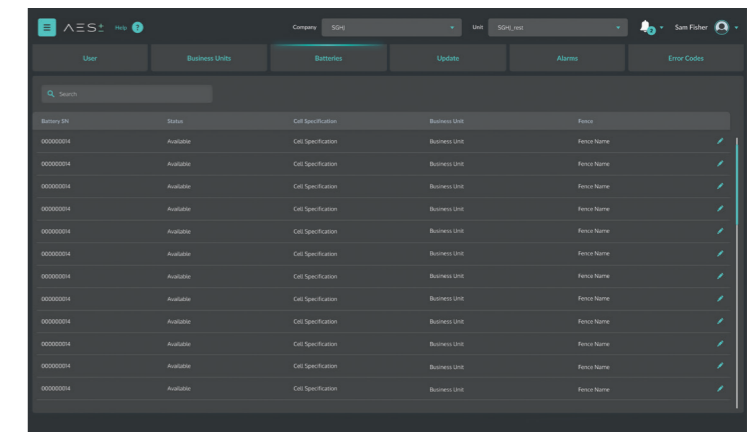 AES± Help ? Company SGHj Unit SGHj_rest 2 Sam Fisher
User Business Units Batteries Update Alarms Error Codes
Search
Battery SN Status Cell Specification Business Unit Fence
000000014 Available Cell Specification Business Unit Fence Name
000000014 Available Cell Specification Business Unit Fence Name
000000014 Available Cell Specification Business Unit Fence Name
000000014 Available Cell Specification Business Unit Fence Name
000000014 Available Cell Specification Business Unit Fence Name
000000014 Available Cell Specification Business Unit Fence Name
000000014 Available Cell Specification Business Unit Fence Name
000000014 Available Cell Specification Business Unit Fence Name
000000014 Available Cell Specification Business Unit Fence Name
000000014 Available Cell Specification Business Unit Fence Name
000000014 Available Cell Specification Business Unit Fence Name
000000014 Available Cell Specification Business Unit Fence Name